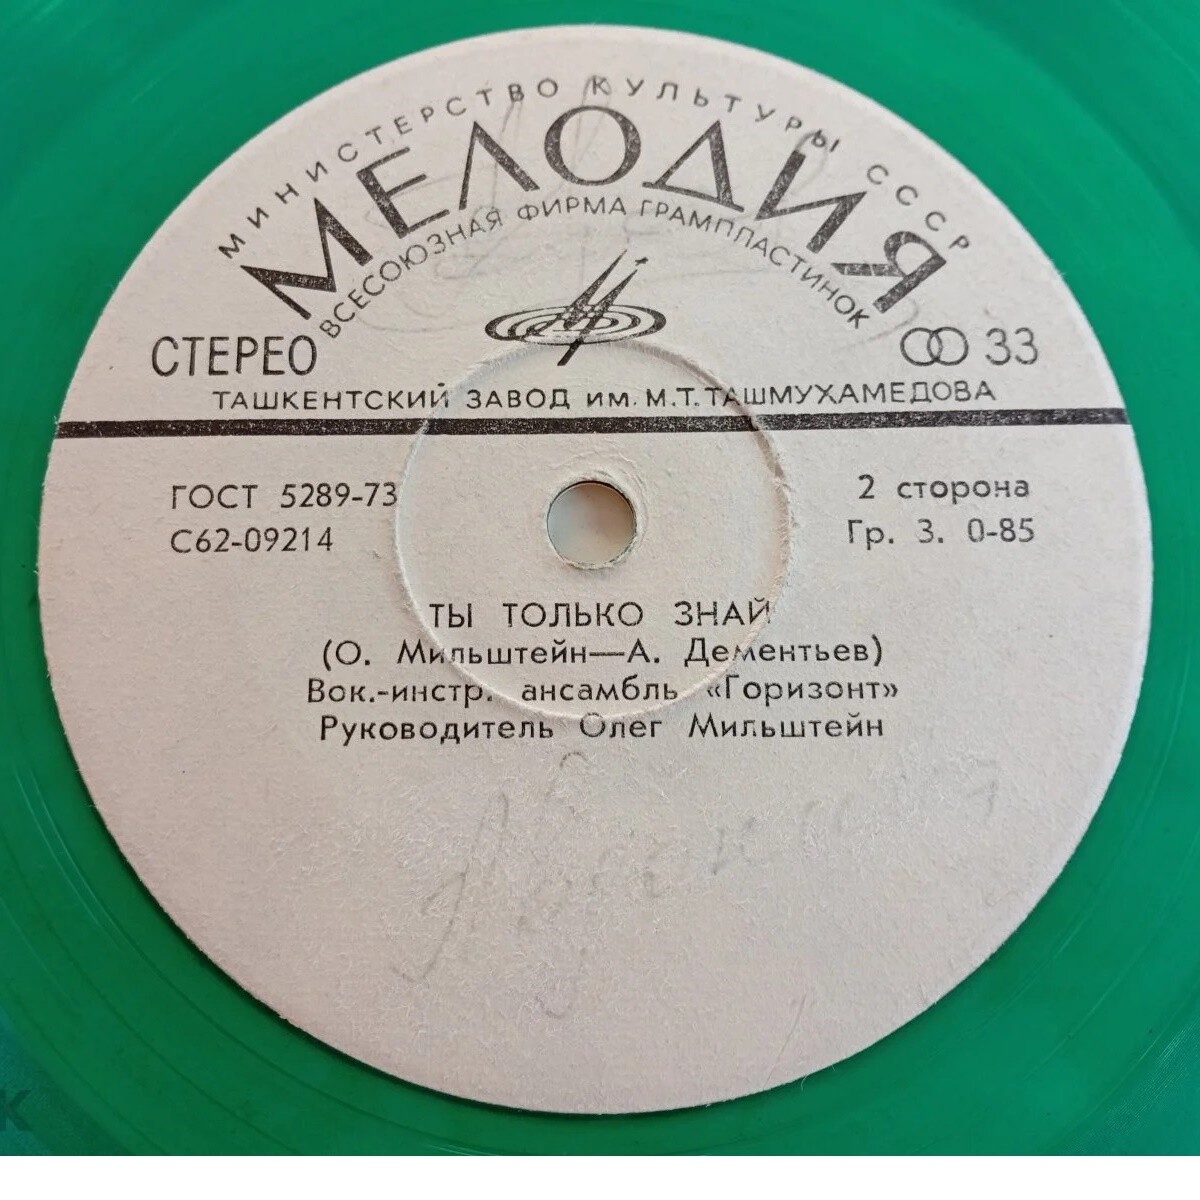 МИНИСТЕРСТВО КУЛЬТУРЫ СССР
МЕЛОДИЯ
ВСЕСОЮЗНАЯ ФИРМА ГРАМПЛАСТИНОК
СТЕРЕО 33
ТАШКЕНТСКИЙ ЗАВОД им. М.Т.ТАШМУХАМЕДОВА
ГОСТ 5289-73 2 сторона
С62-09214 Гр. 3. 0-85
ТЫ ТОЛЬКО ЗНАЙ
(О. Мильштейн—А. Дементьев)
Вок.-инстр. ансамбль «Горизонт»
Руководитель Олег Мильштейн